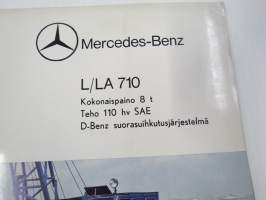 Mercedes-Benz
L/LA 710
Kokonaispaino 8 t
Teho 110 hv SAE
D-Benz suorasuihkutusjärjestelmä